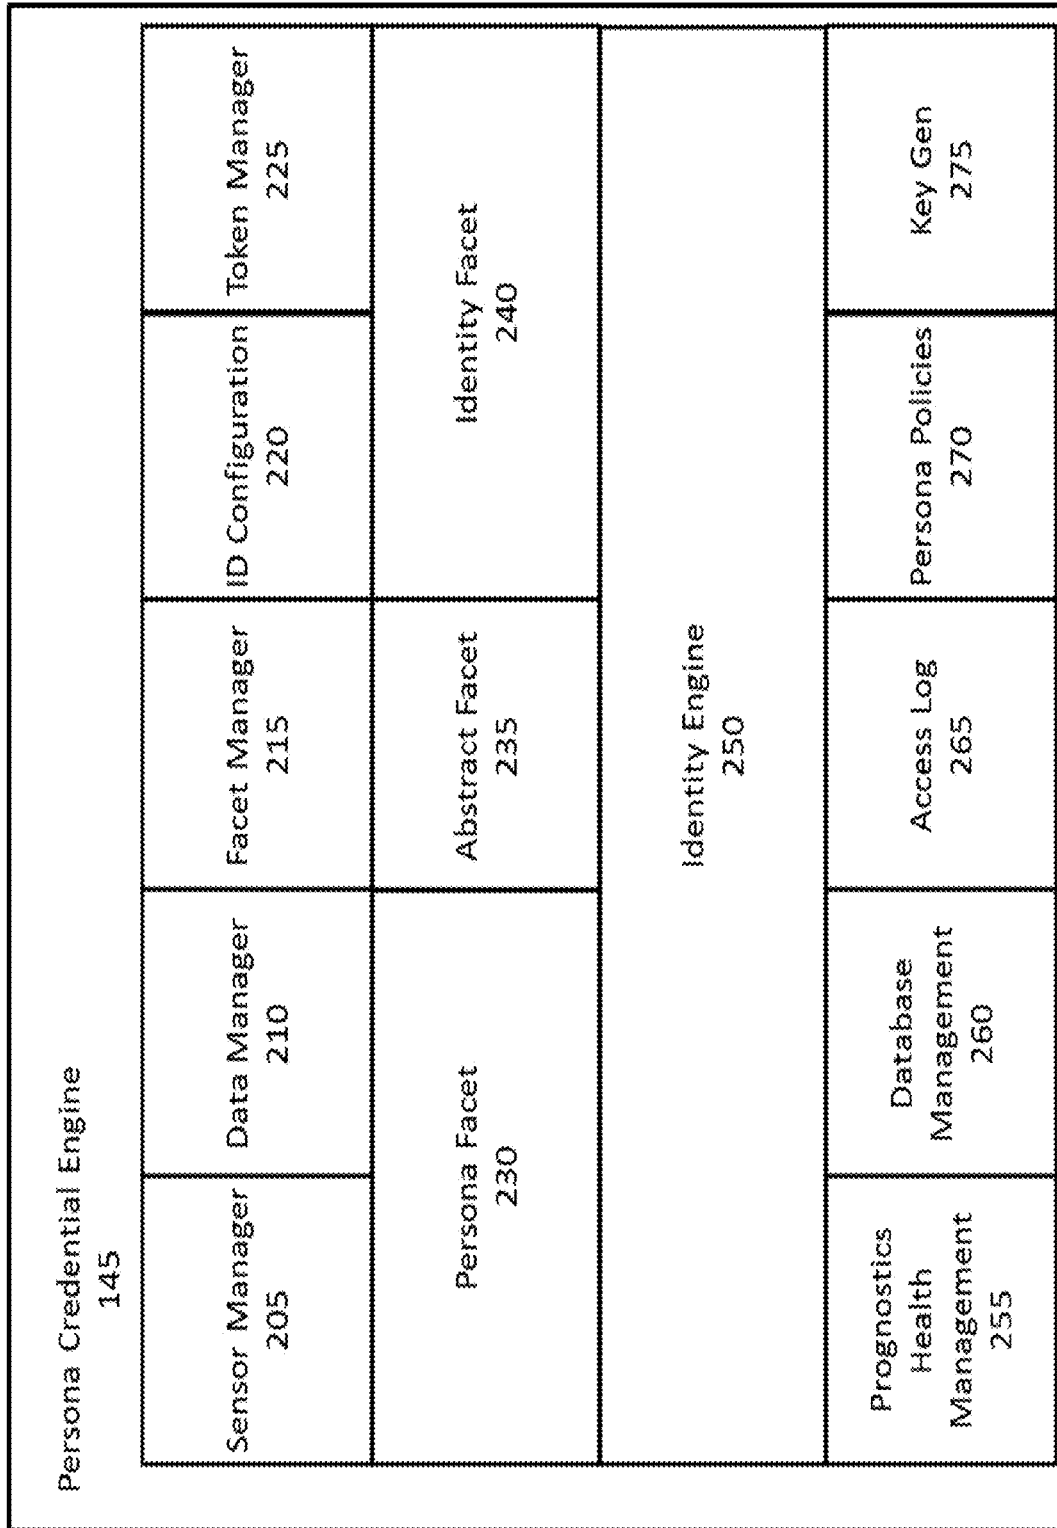 Persona Credential Engine
145
Sensor Manager
205
Data Manager
210
Facet Manager
215
ID Configuration
220
Token Manager
225
Persona Facet
230
Abstract Facet
235
Identity Facet
240
Identity Engine
250
Prognostics
Health
Management
255
Database
Management
260
Access Log
265
Persona Policies
270
Key Gen
275